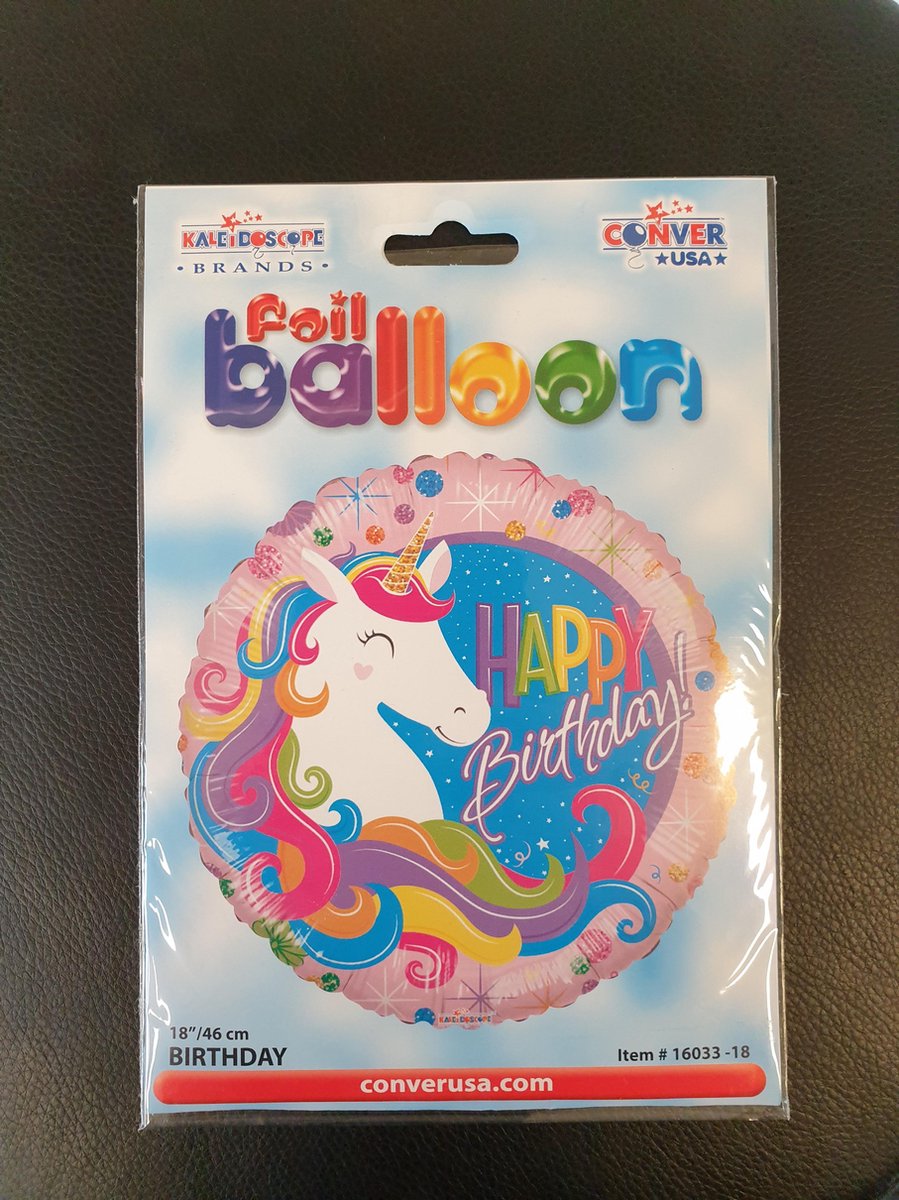 KALEIDOSCOPE
• BRANDS •
CONVER
★USA★
foil
balloon
HAPPY
Birthday!
KALEIDOSCOPE
18"/46 cm
BIRTHDAY
Item # 16033 -18
converusa.com